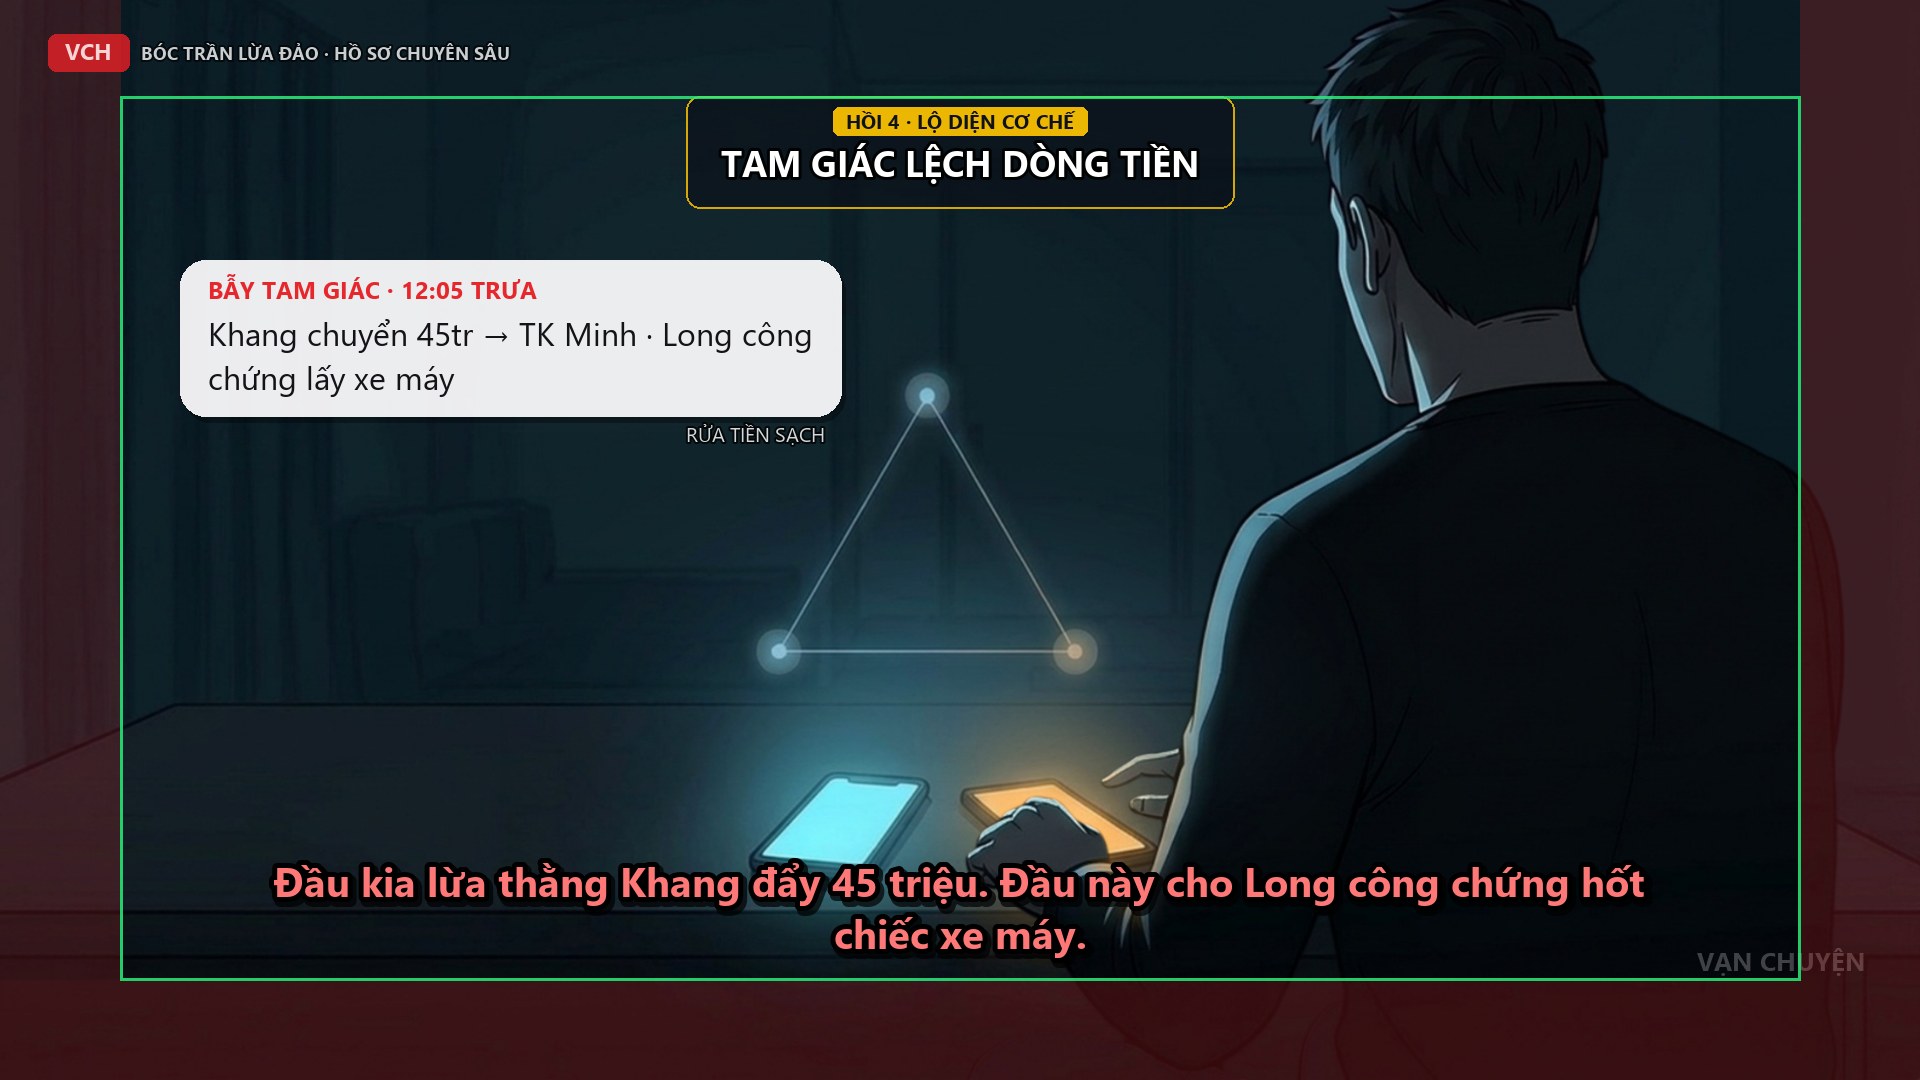 VCH BÓC TRẦN LỪA ĐẢO · HỒ SƠ CHUYÊN SÂU
HỒI 4 · LỘ DIỆN CƠ CHẾ
TAM GIÁC LỆCH DÒNG TIỀN
BẪY TAM GIÁC · 12:05 TRƯA
Khang chuyển 45tr → TK Minh · Long công
chứng lấy xe máy
RỬA TIỀN SẠCH
Đầu kia lừa thằng Khang đẩy 45 triệu. Đầu này cho Long công chứng hốt
chiếc xe máy.
VẠN CHUYỆN